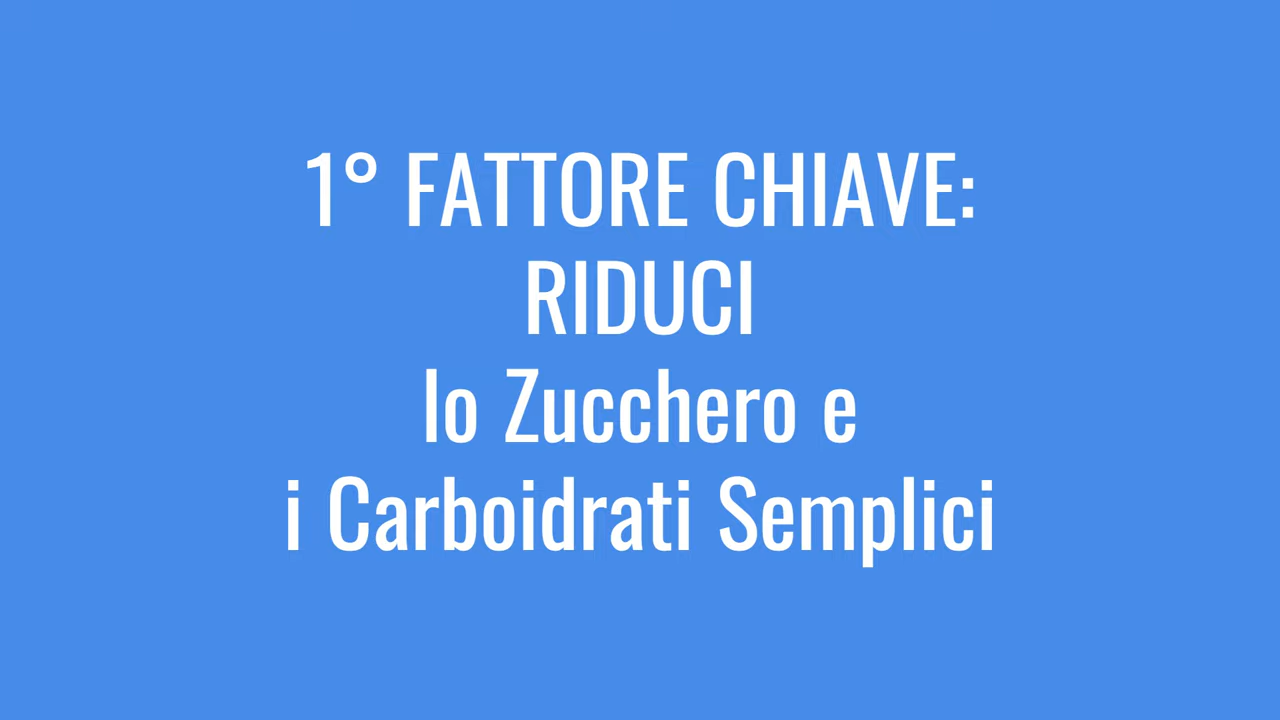 1° FATTORE CHIAVE:
RIDUCI
lo Zucchero e
i Carboidrati Semplici